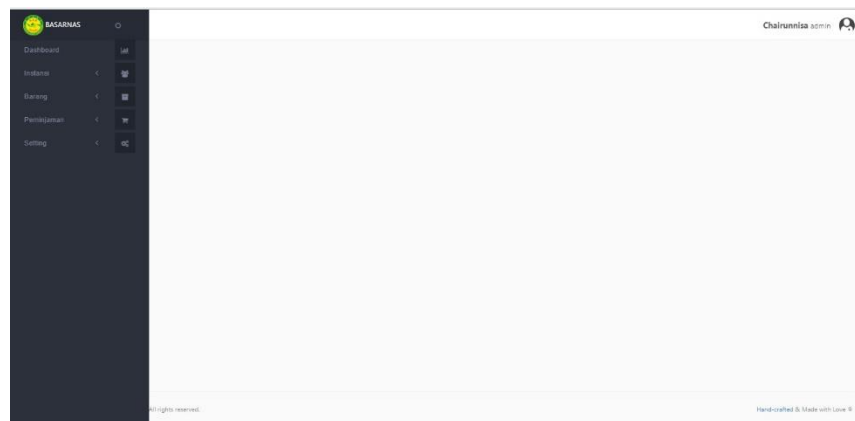 BASARNAS
Chairunnisa admin
Dashboard
Instansi
Barang
Peminjaman
Setting
All rights reserved.
Hand-crafted & Made with Love